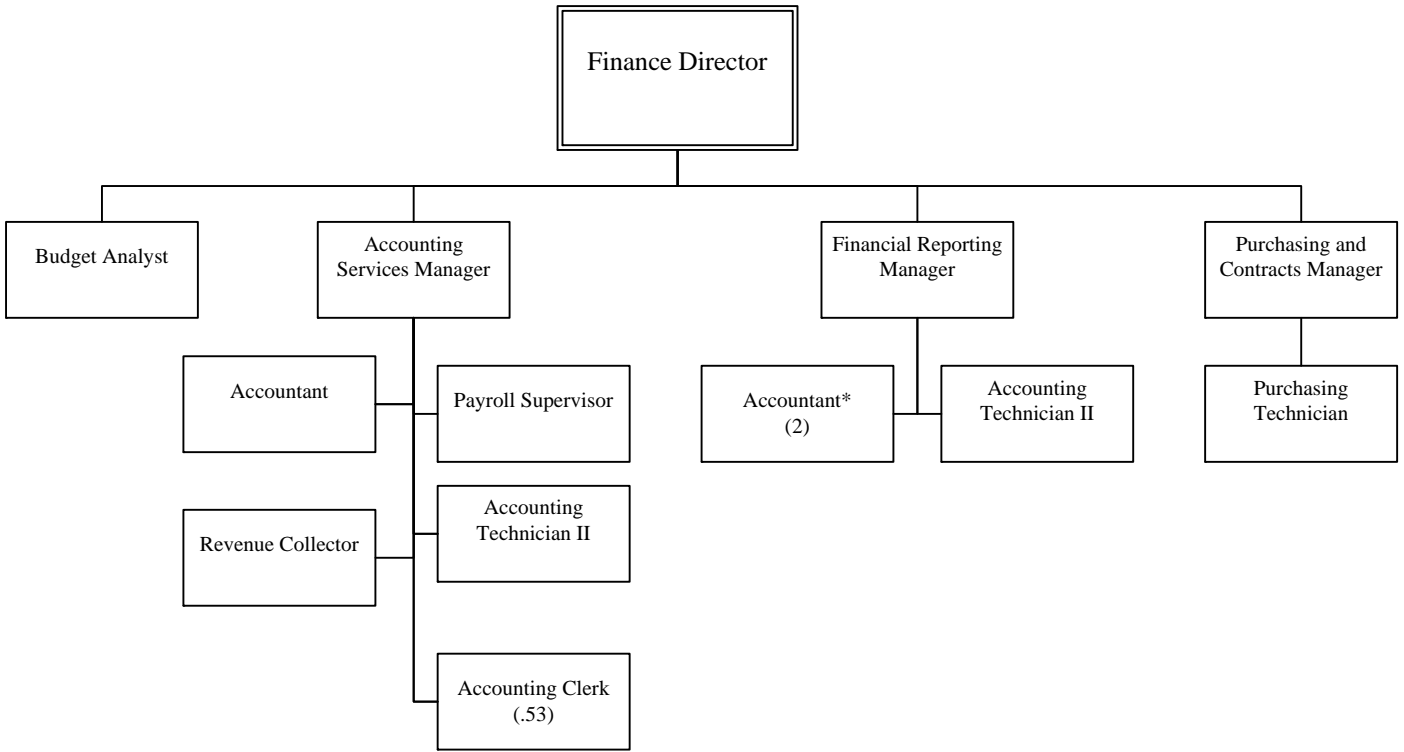 Finance Director
Budget Analyst
Accounting
Services Manager
Financial Reporting
Manager
Purchasing and
Contracts Manager
Accountant
Payroll Supervisor
Accountant*
(2)
Accounting
Technician II
Purchasing
Technician
Revenue Collector
Accounting
Technician II
Accounting Clerk
(.53)